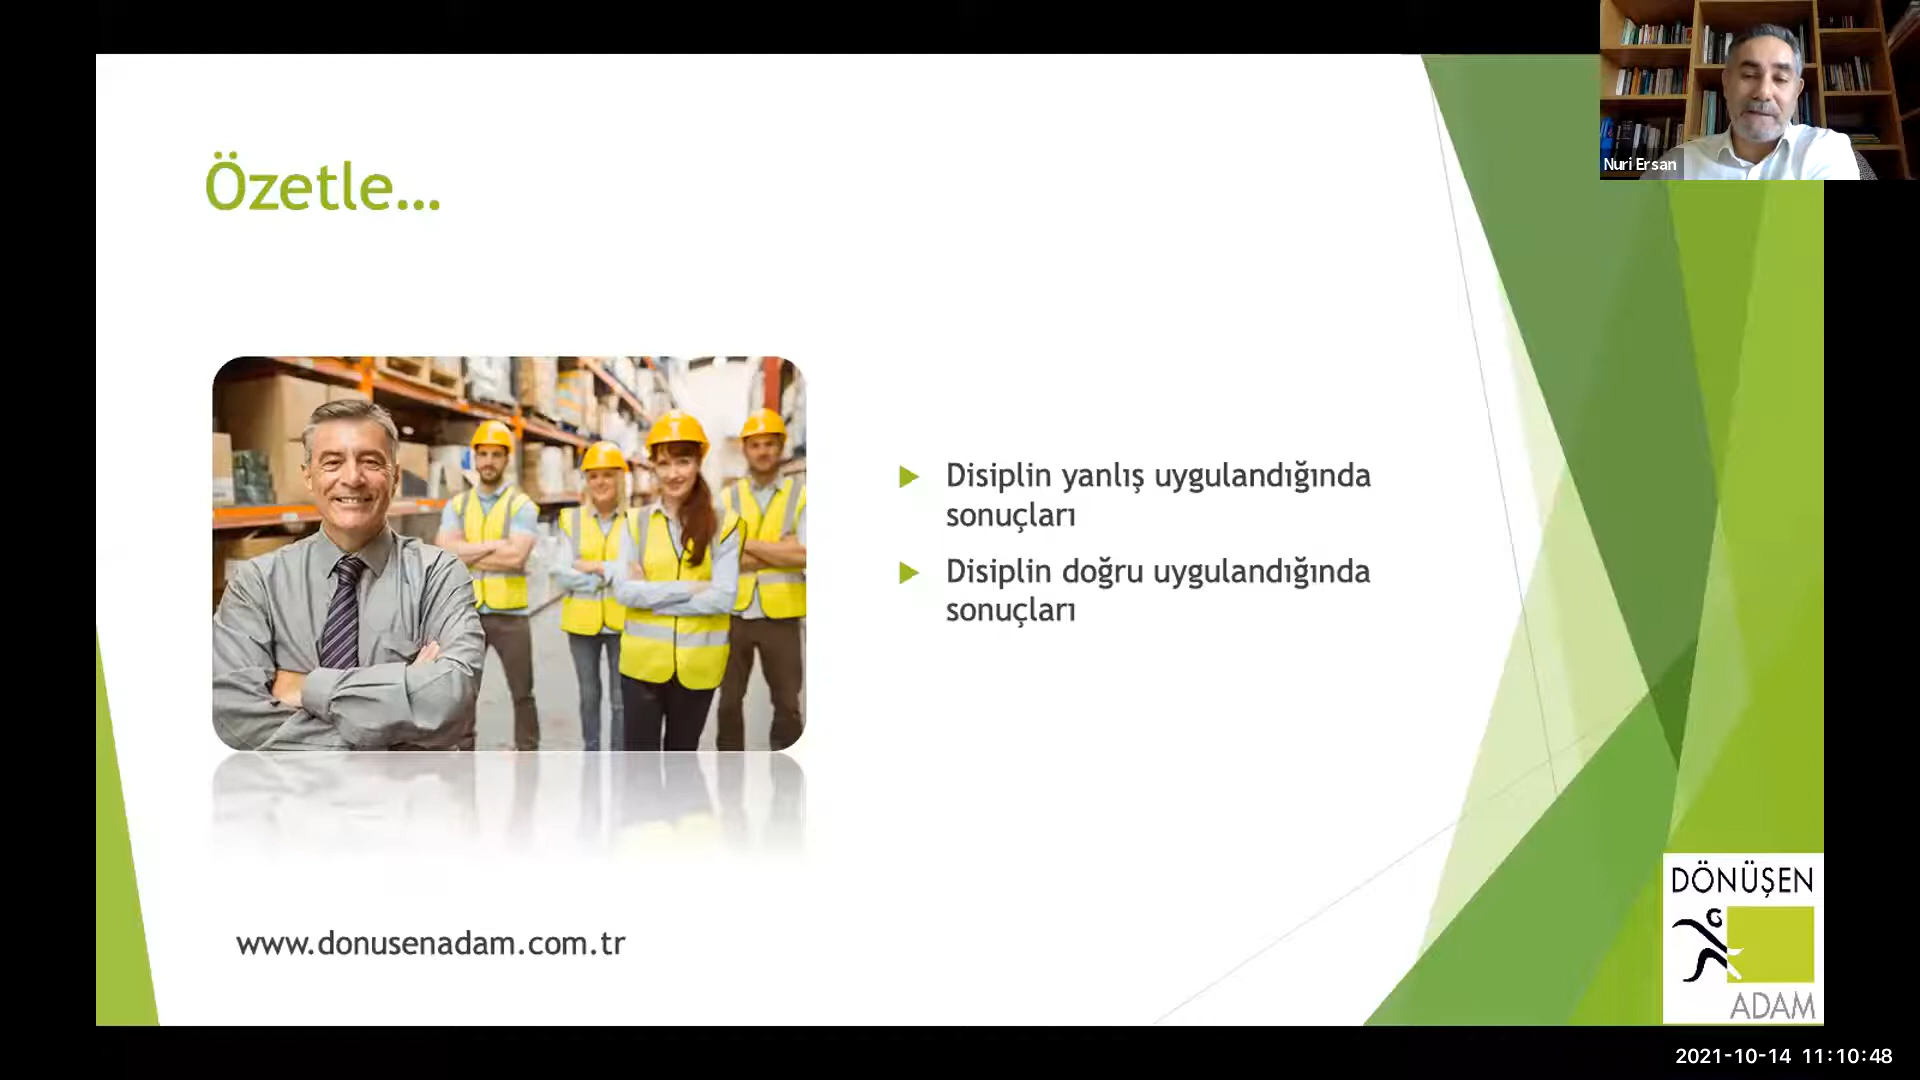 Nuri Ersan
Özetle...
Disiplin yanlış uygulandığında
sonuçları
Disiplin doğru uygulandığında
sonuçları
www.donusenadam.com.tr
DÖNÜŞEN
ADAM
2021-10-14 11:10:48